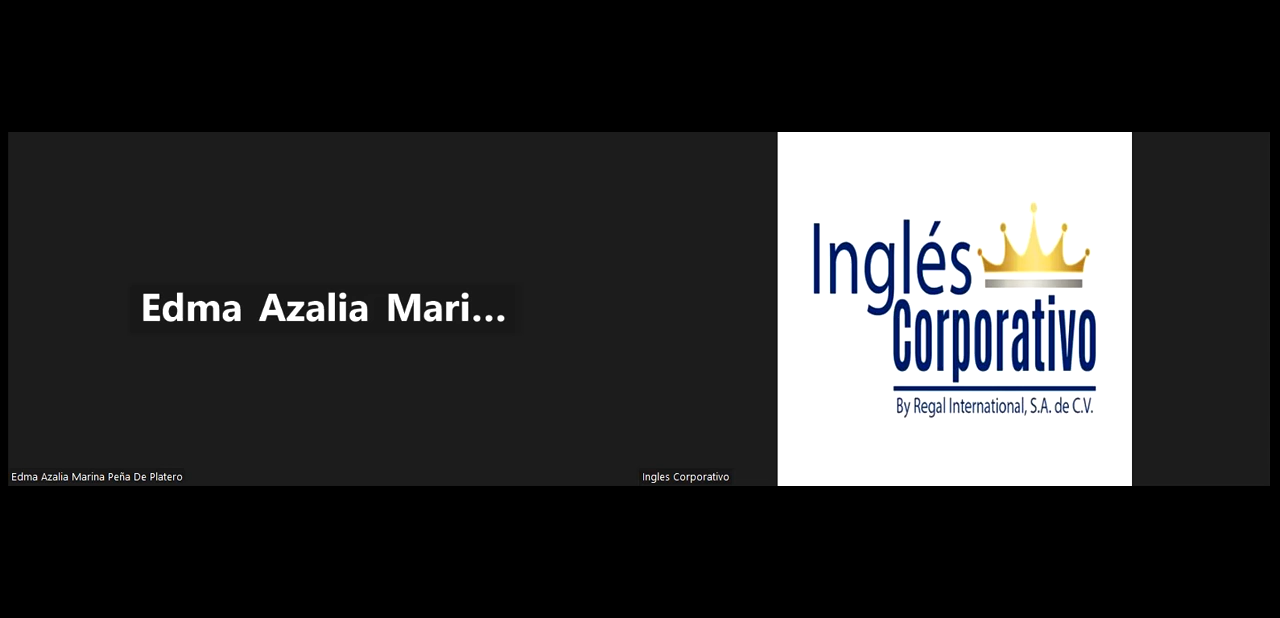 Edma Azalia Mari...
Inglés
Corporativo
By Regal International, S.A. de C.V.
Edma Azalia Marina Peña De Platero
Ingles Corporativo